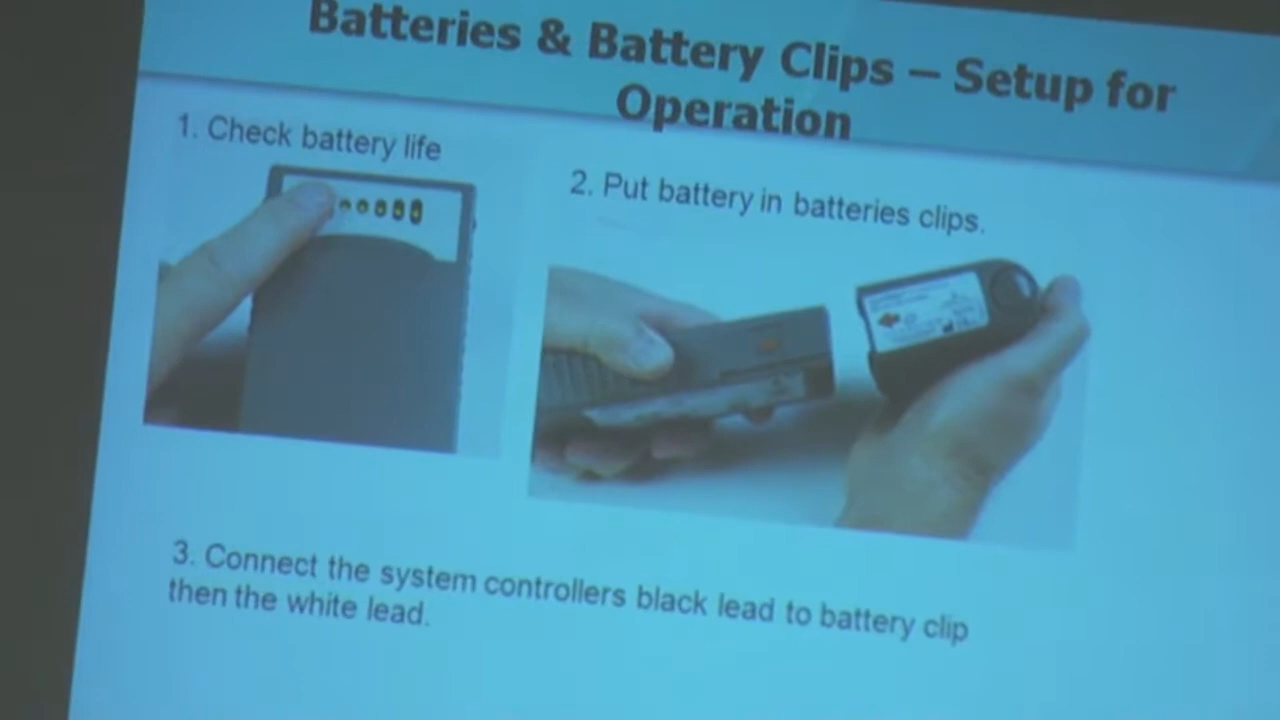 Batteries & Battery Clips – Setup for
Operation
1. Check battery life
2. Put battery in batteries clips.
3. Connect the system controllers black lead to battery clip
then the white lead.